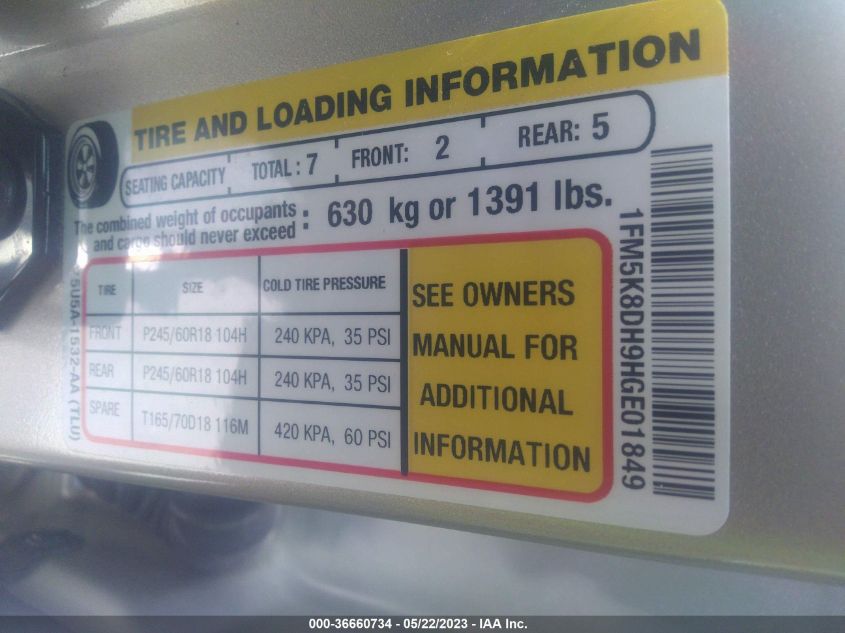 TIRE AND LOADING INFORMATION
SEATING CAPACITY TOTAL : 7 FRONT: 2 REAR: 5
The combined weight of occupants
and cargo should never exceed : 630 kg or 1391 lbs.
TIRE SIZE COLD TIRE PRESSURE
FRONT P245/60R18 104H 240 KPA, 35 PSI
REAR P245/60R18 104H 240 KPA, 35 PSI
SPARE T165/70D18 116M 420 KPA, 60 PSI
SEE OWNERS
MANUAL FOR
ADDITIONAL
INFORMATION
5U5A-1532-AA (TLU)
1FM5K8DH9HGE01849
000-36660734 - 05/22/2023 - IAA Inc.